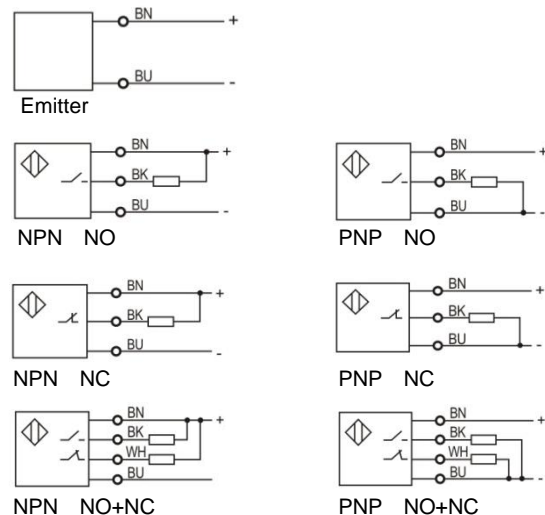 BN +
BU -
Emitter
BN +
BK
BU -
NPN NO
BN +
BK
BU -
PNP NO
BN +
BK
BU -
NPN NC
BN +
BK
BU -
PNP NC
BN +
BK
WH
BU
NPN NO+NC
BN +
BK
WH
BU -
PNP NO+NC